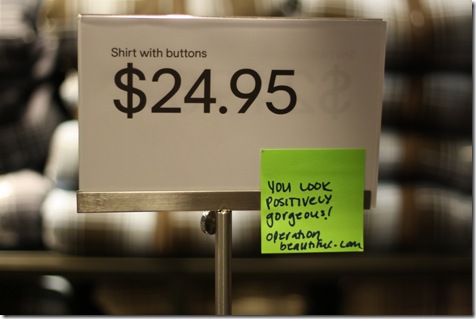 Shirt with buttons
$24.95
YOU LOOK
POSITIVELY
gorgeous!
operation
beautiful.com